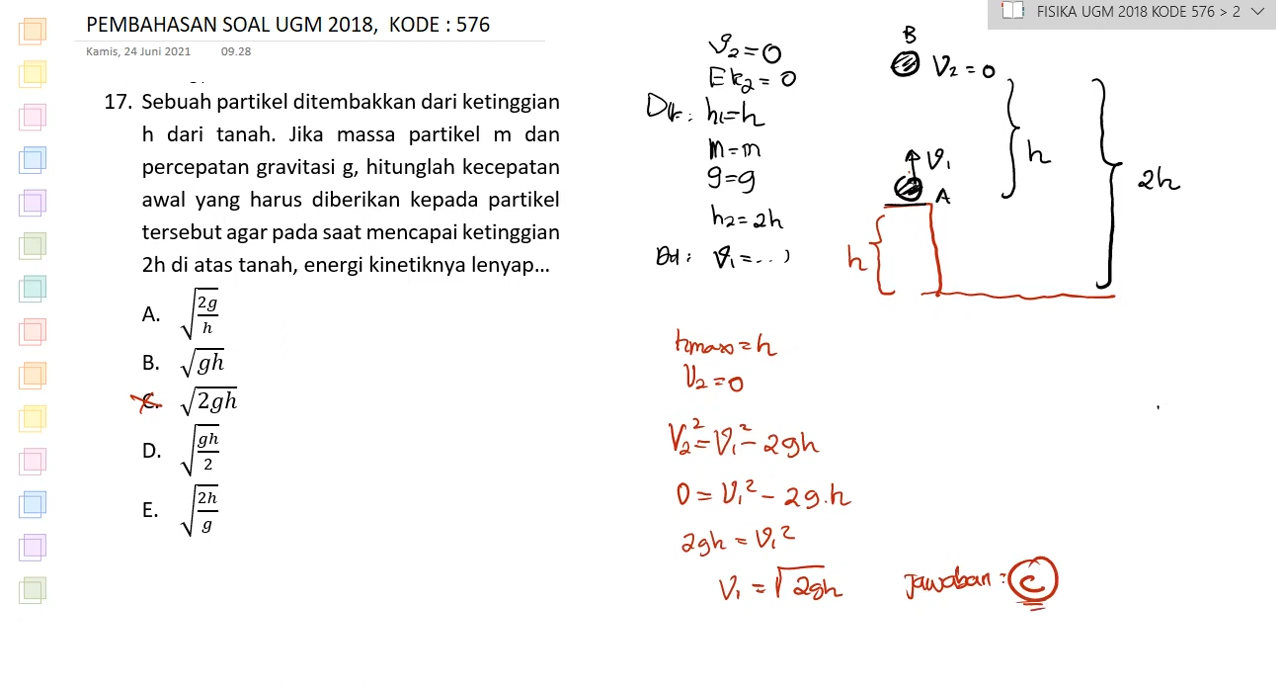 PEMBAHASAN SOAL UGM 2018, KODE : 576
Kamis, 24 Juni 2021 09.28
FISIKA UGM 2018 KODE 576 > 2
17. Sebuah partikel ditembakkan dari ketinggian
h dari tanah. Jika massa partikel m dan
percepatan gravitasi g, hitunglah kecepatan
awal yang harus diberikan kepada partikel
tersebut agar pada saat mencapai ketinggian
2h di atas tanah, energi kinetiknya lenyap...
A. √(2g/h)
B. √gh
C. √2gh
D. √(gh/2)
E. √(2h/g)
v₂=0
Ek₂=0
Dik: h₁=h
m=m
g=g
h₂=2h
Dit: v₁=...?
B
V₂=0
v₁
A
h
h
2h
hmax=h
V₂=0
V₂²=V₁²-2gh
0=V₁²-2g.h
2gh=V₁²
V₁=√2gh
Jawaban: C